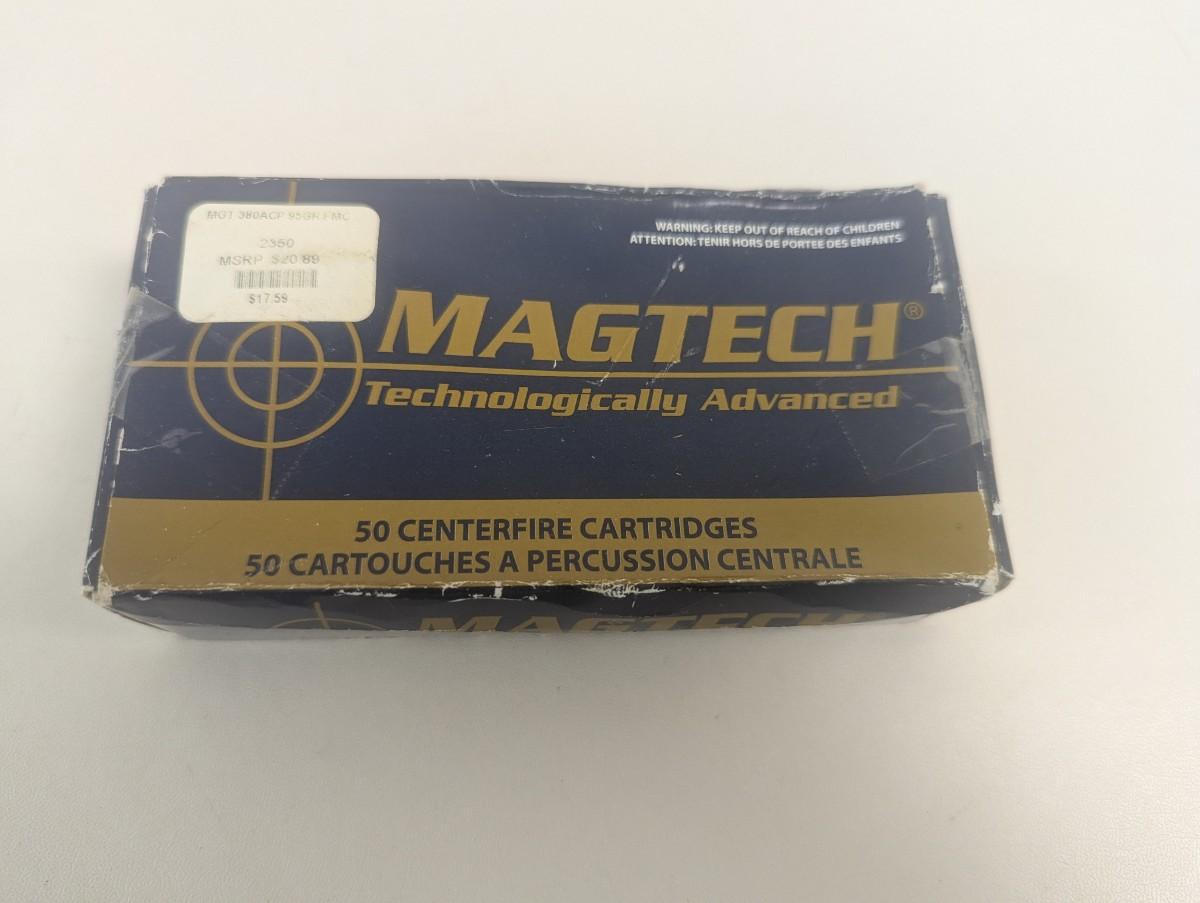 MGT 380ACP 95GR FMC
2350
MSRP $20.89
$17.59
WARNING: KEEP OUT OF REACH OF CHILDREN
ATTENTION: TENIR HORS DE PORTEE DES ENFANTS
MAGTECH®
Technologically Advanced
50 CENTERFIRE CARTRIDGES
50 CARTOUCHES A PERCUSSION CENTRALE
MAGTECH